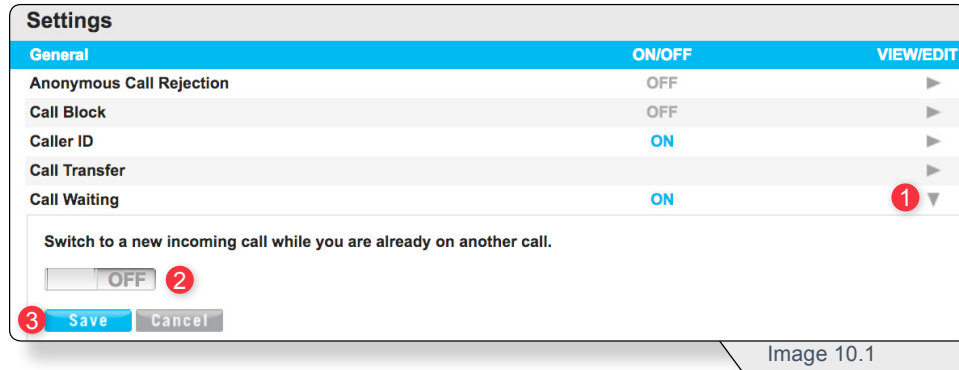 Settings
General ON/OFF VIEW/EDIT
Anonymous Call Rejection OFF
Call Block OFF
Caller ID ON
Call Transfer
Call Waiting ON 1
Switch to a new incoming call while you are already on another call.
OFF 2
3 Save Cancel
Image 10.1